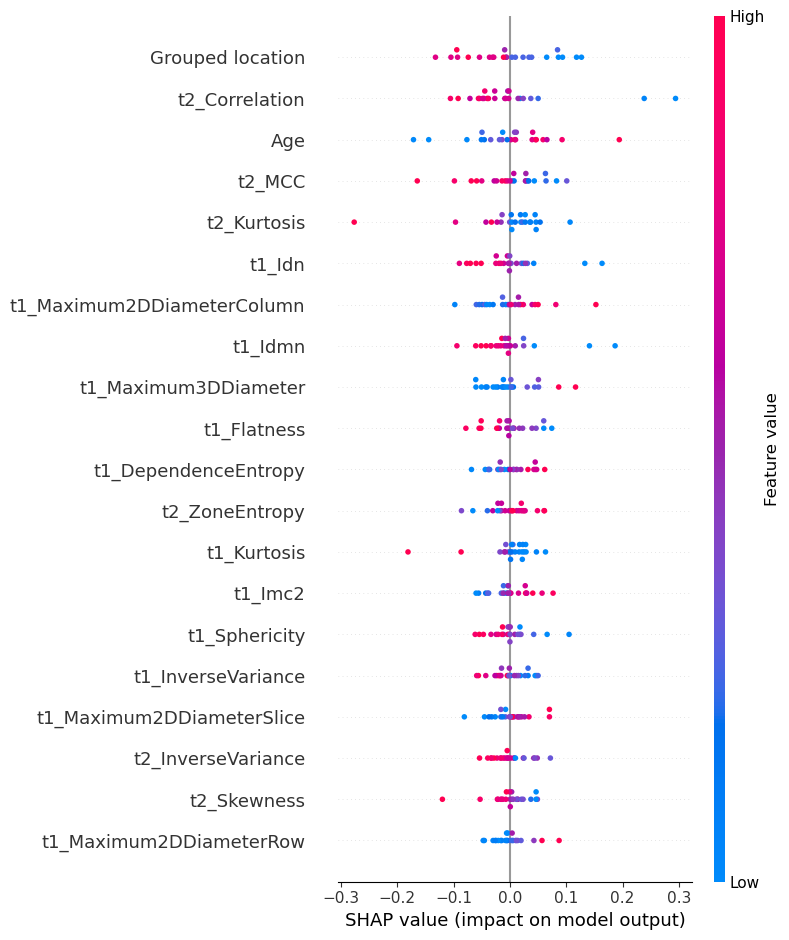 High
Grouped location
t2_Correlation
Age
t2_MCC
t2_Kurtosis
t1_Idn
t1_Maximum2DDiameterColumn
t1_Idmn
t1_Maximum3DDiameter
t1_Flatness
t1_DependenceEntropy
t2_ZoneEntropy
t1_Kurtosis
t1_Imc2
t1_Sphericity
t1_InverseVariance
t1_Maximum2DDiameterSlice
t2_InverseVariance
t2_Skewness
t1_Maximum2DDiameterRow
Feature value
Low
−0.3 −0.2 −0.1 0.0 0.1 0.2 0.3
SHAP value (impact on model output)